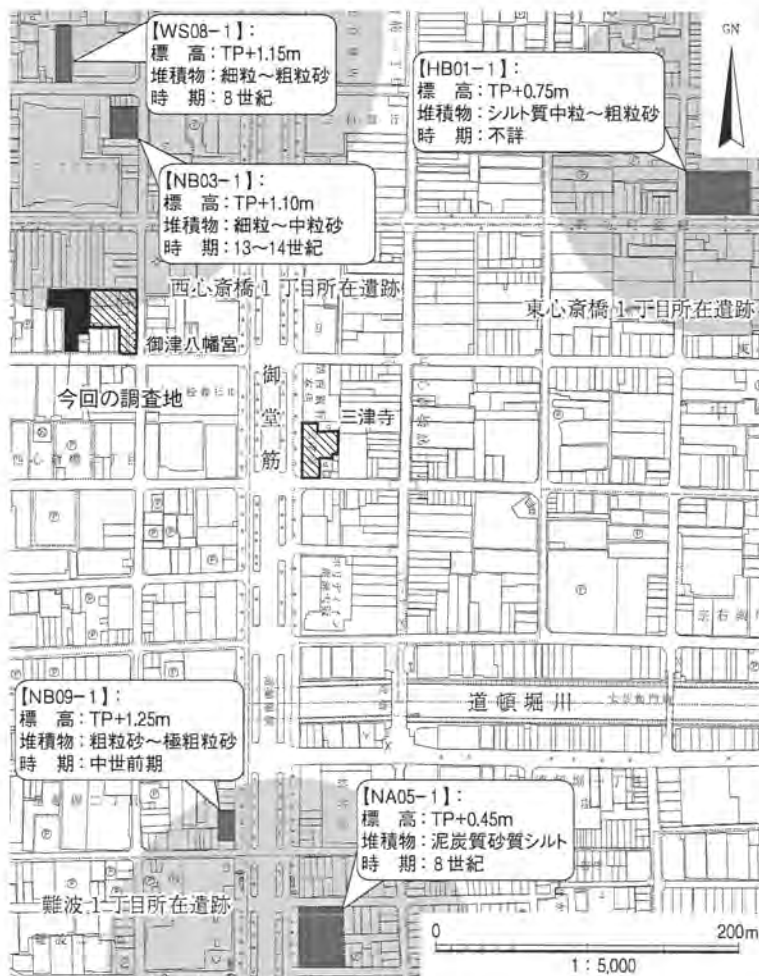 【WS08-1】:
標　高：TP+1.15m
堆積物：細粒～粗粒砂
時　期：8世紀
GN
【HB01-1】:
標　高：TP+0.75m
堆積物：シルト質中粒～粗粒砂
時　期：不詳
【NB03-1】:
標　高：TP+1.10m
堆積物：細粒～中粒砂
時　期：13～14世紀
西心斎橋1丁目所在遺跡
東心斎橋1丁目所在遺跡
御津八幡宮
今回の調査地
御堂筋
三津寺
【NB09-1】:
標　高：TP+1.25m
堆積物：粗粒砂～極粗粒砂
時　期：中世前期
道頓堀川
【NA05-1】:
標　高：TP+0.45m
堆積物：泥炭質砂質シルト
時　期：8世紀
難波1丁目所在遺跡
0
200m
1：5,000